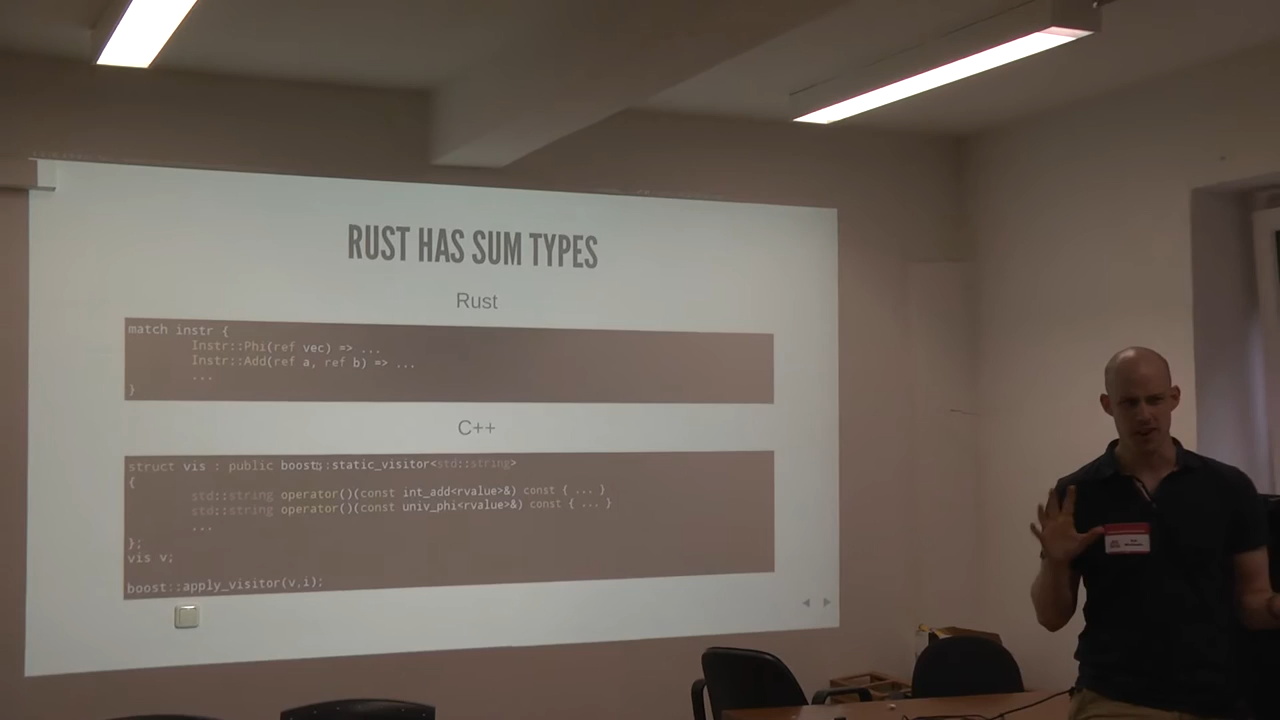 RUST HAS SUM TYPES
Rust
match instr {
Instr::Phi(ref vec) => ...
Instr::Add(ref a, ref b) => ...
...
}
C++
struct vis : public boost::static_visitor<std::string>
{
std::string operator()(const int_add<rvalue>&) const { ... }
std::string operator()(const univ_phi<rvalue>&) const { ... }
...
};
vis v;
boost::apply_visitor(v,i);